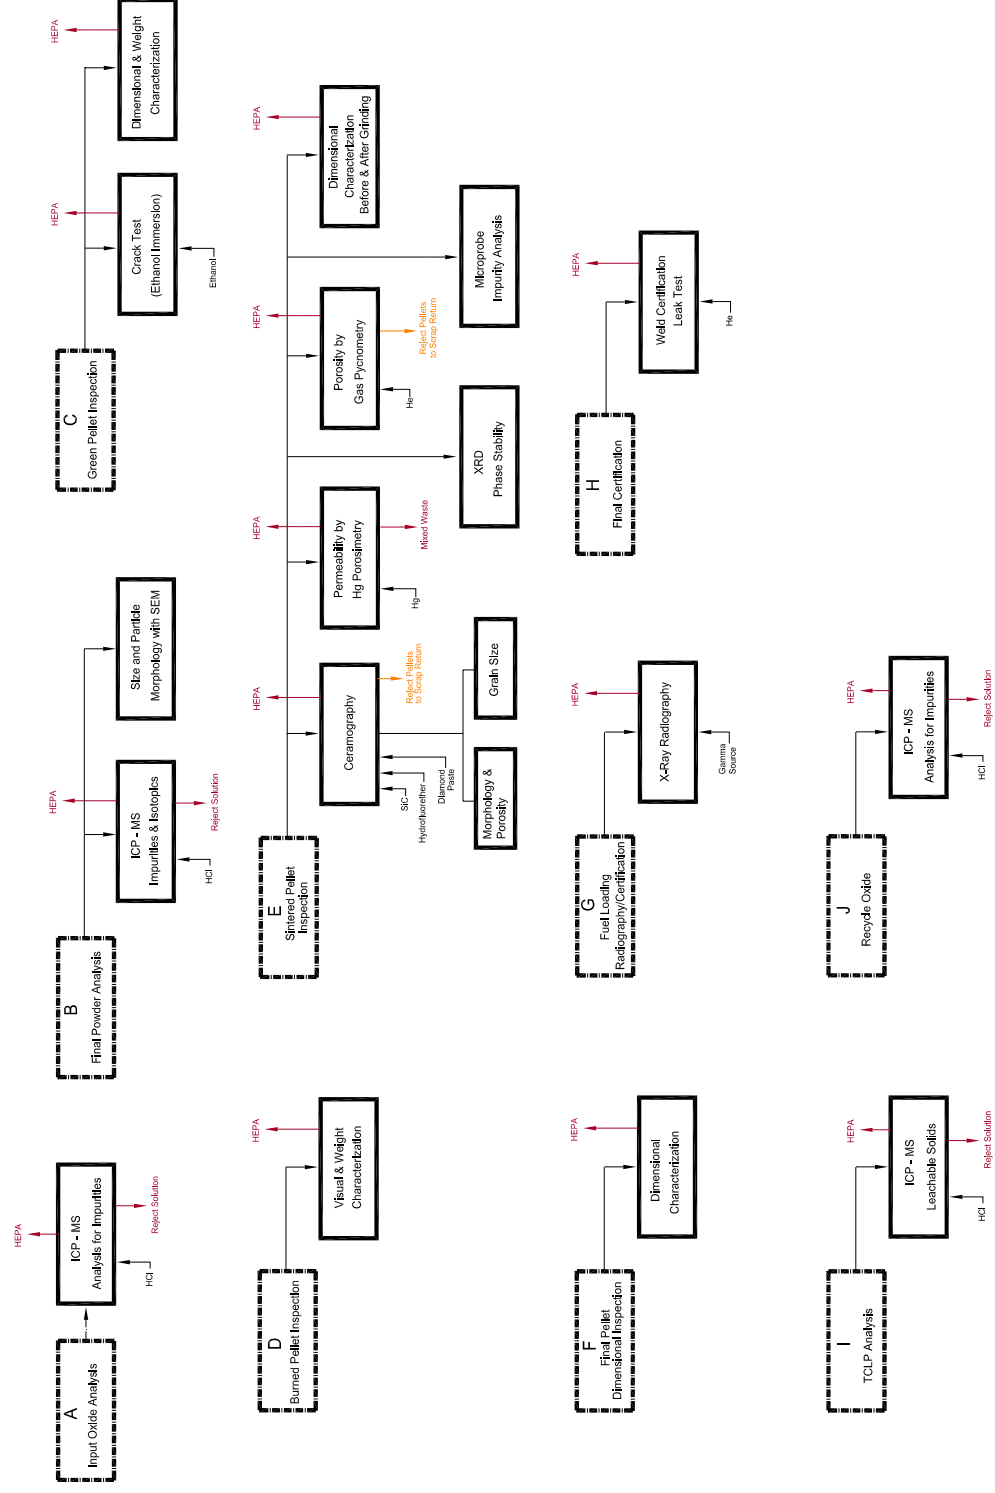 A
Input Oxide Analysis
ICP - MS
Analysis for Impurities
HEPA
Reject Solution
HCl
B
Final Powder Analysis
ICP - MS
Impurities & Isotopics
HEPA
Reject Solution
HCl
Size and Particle
Morphology with SEM
C
Green Pellet Inspection
Crack Test
(Ethanol Immersion)
HEPA
Ethanol
Dimensional & Weight
Characterization
HEPA
D
Burned Pellet Inspection
Visual & Weight
Characterization
HEPA
E
Sintered Pellet
Inspection
Ceramography
HEPA
Reject Pellets
to Scrap Return
SiC
Hydrofluorether
Diamond
Paste
Morphology &
Porosity
Grain Size
Permeability by
Hg Porosimetry
HEPA
Mixed Waste
Hg
XRD
Phase Stability
Porosity by
Gas Pycnometry
HEPA
Reject Pellets
to Scrap Return
He
Microprobe
Impurity Analysis
Dimensional
Characterization
Before & After Grinding
HEPA
F
Final Pellet
Dimensional Inspection
Dimensional
Characterization
HEPA
G
Fuel Loading
Radiography/Certification
X-Ray Radiography
HEPA
Gamma
Source
H
Final Certification
Weld Certification
Leak Test
HEPA
He
I
TCLP Analysis
ICP - MS
Leachable Solids
HEPA
Reject Solution
HCl
J
Recycle Oxide
ICP - MS
Analysis for Impurities
HEPA
Reject Solution
HCl